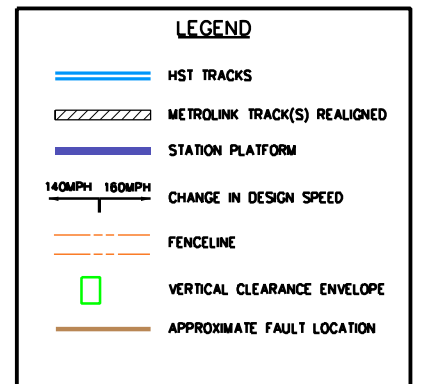 LEGEND
HST TRACKS
METROLINK TRACK(S) REALIGNED
STATION PLATFORM
140MPH 160MPH
CHANGE IN DESIGN SPEED
FENCELINE
VERTICAL CLEARANCE ENVELOPE
APPROXIMATE FAULT LOCATION